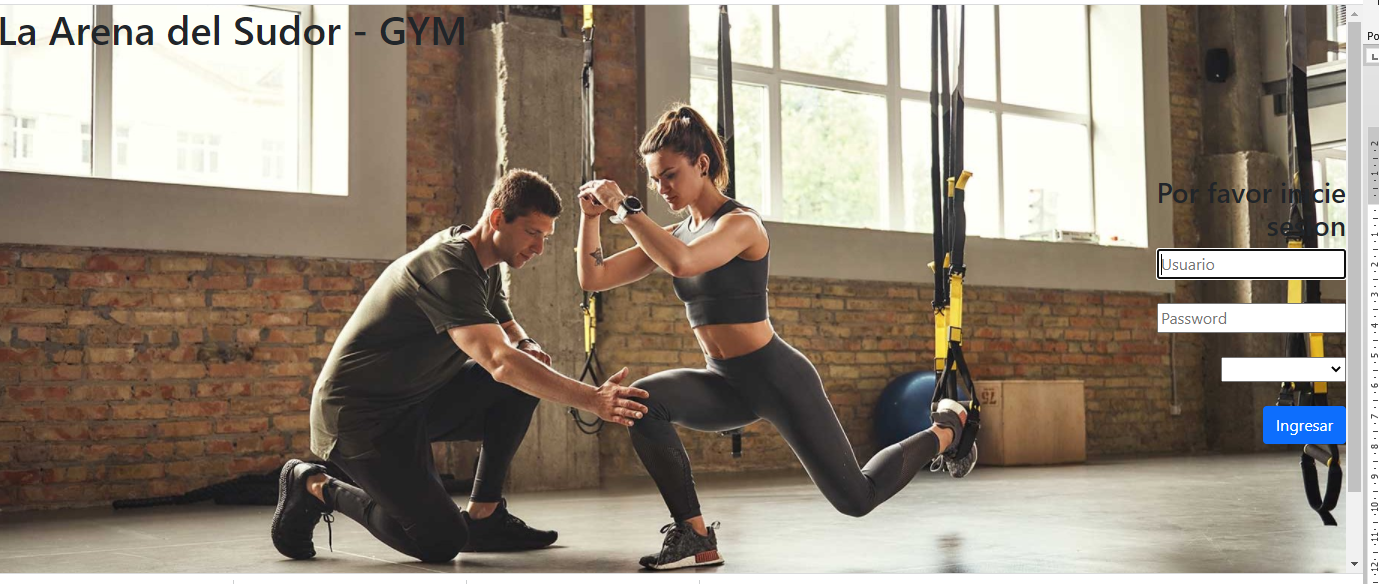 La Arena del Sudor - GYM
Por favor inicie
sesion
Usuario
Password
Ingresar